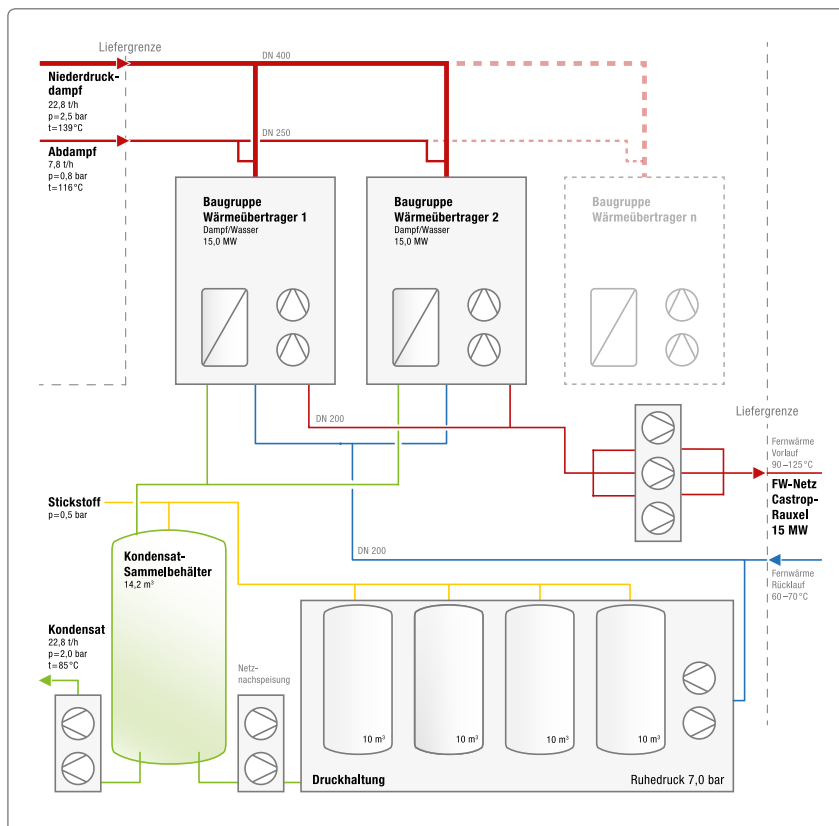 Liefergrenze
DN 400
Niederdruck-
dampf
22,8 t/h
p=2,5 bar
t=139°C
DN 250
Abdampf
7,8 t/h
p=0,8 bar
t=116°C
Baugruppe
Wärmeübertrager 1
Dampf/Wasser
15,0 MW
Baugruppe
Wärmeübertrager 2
Dampf/Wasser
15,0 MW
Baugruppe
Wärmeübertrager n
DN 200
Liefergrenze
Fernwärme
Vorlauf
90–125°C
FW-Netz
Castrop-
Rauxel
15 MW
Stickstoff
p=0,5 bar
Kondensat-
Sammelbehälter
14,2 m³
DN 200
Fernwärme
Rücklauf
60–70°C
Kondensat
22,8 t/h
p=2,0 bar
t=85°C
Netz-
nachspeisung
10 m³
10 m³
10 m³
10 m³
Druckhaltung
Ruhedruck 7,0 bar